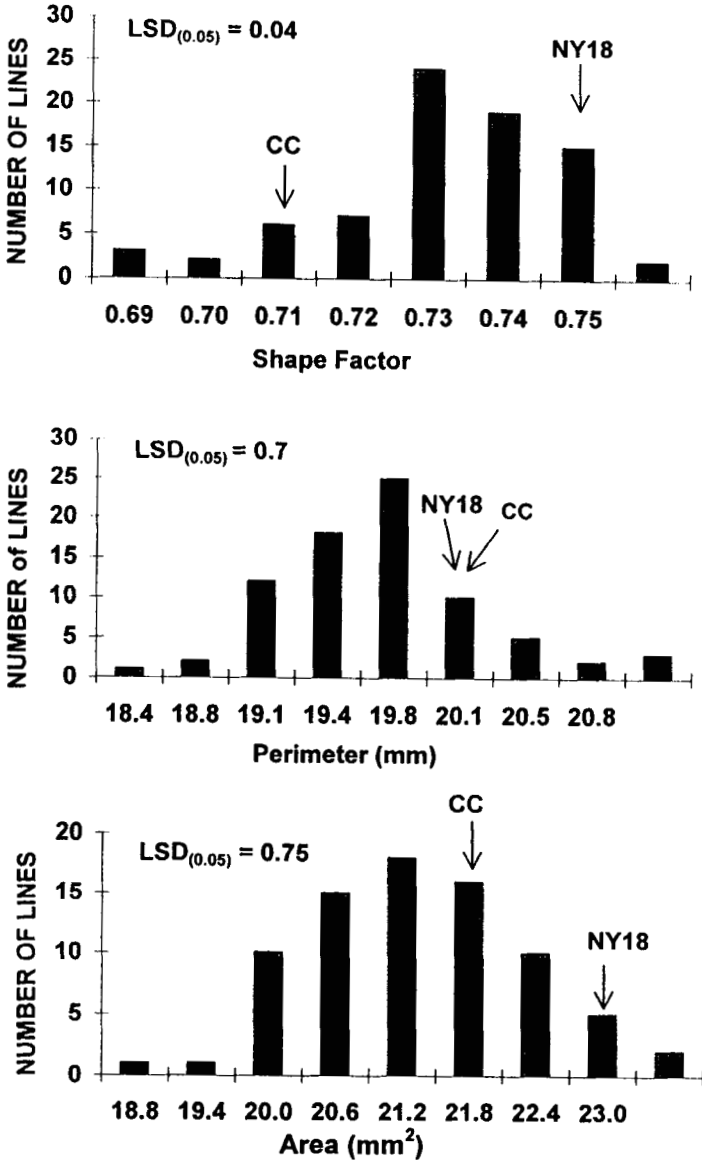 30
LSD(0.05) = 0.04
25
NY18
20
CC
15
10
5
0
NUMBER OF LINES
0.69 0.70 0.71 0.72 0.73 0.74 0.75
Shape Factor
30
LSD(0.05) = 0.7
25
NY18 CC
20
15
10
5
0
NUMBER of LINES
18.4 18.8 19.1 19.4 19.8 20.1 20.5 20.8
Perimeter (mm)
CC
20
LSD(0.05) = 0.75
15
NY18
10
5
0
NUMBER OF LINES
18.8 19.4 20.0 20.6 21.2 21.8 22.4 23.0
Area (mm²)